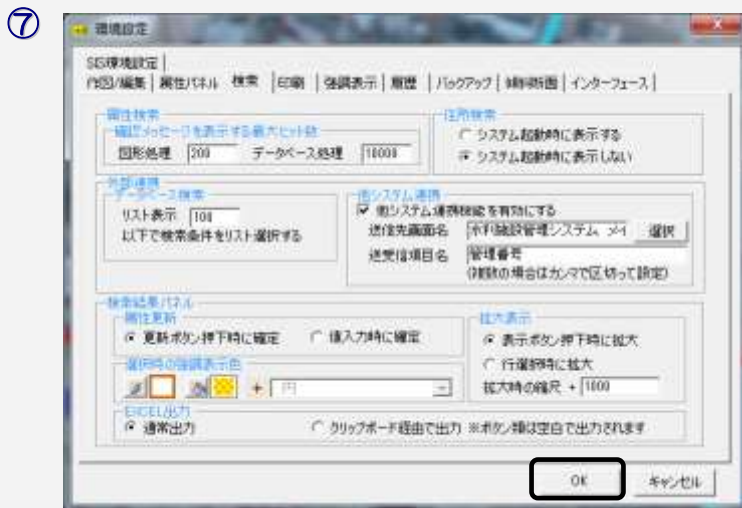 ⑦
環境設定
SIS環境設定
作図/編集 属性パネル 検索 印刷 強調表示 履歴 バックアップ 傾斜断面 インターフェース
属性検索
確認メッセージを表示する最大ヒット数
図形処理 200 データベース処理 10000
住所検索
システム起動時に表示する
システム起動時に表示しない
外部連携
データベース検索
リスト表示 100
以下で検索条件をリスト選択する
他システム連携
他システム連携機能を有効にする
送信先画面名 水利施設管理システム メイ 選択
送受信項目名 管理番号
(複数の場合はカンマで区切って設定)
検索結果パネル
属性更新
更新ボタン押下時に確定 値入力時に確定
選択時の強調表示色
+ 円
拡大表示
表示ボタン押下時に拡大
行選択時に拡大
拡大時の縮尺 + 1000
EXCEL出力
通常出力 クリップボード経由で出力 ※ボタン類は空白で出力されます
OK キャンセル